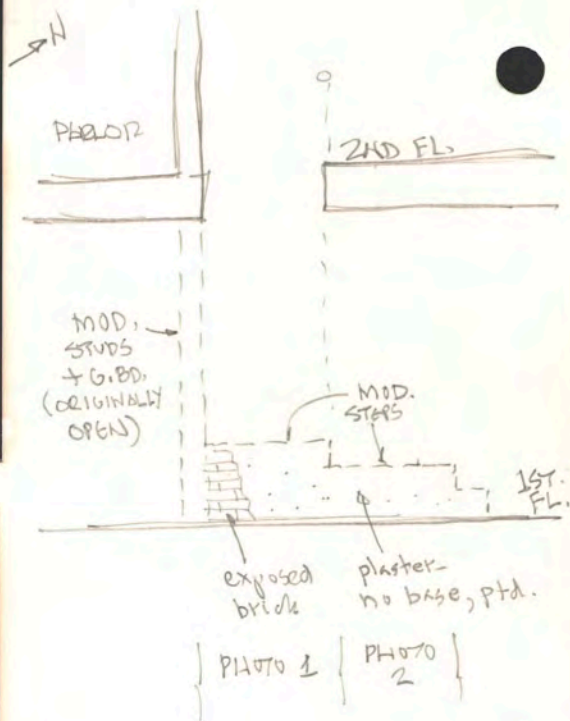 N
PARLOR
2ND FL.
MOD.
STUDS
+ G.BD.
(ORIGINALLY
OPEN)
MOD.
STEPS
1ST.
FL.
exposed
brick
plaster-
no base, ptd.
PHOTO 1
PHOTO
2